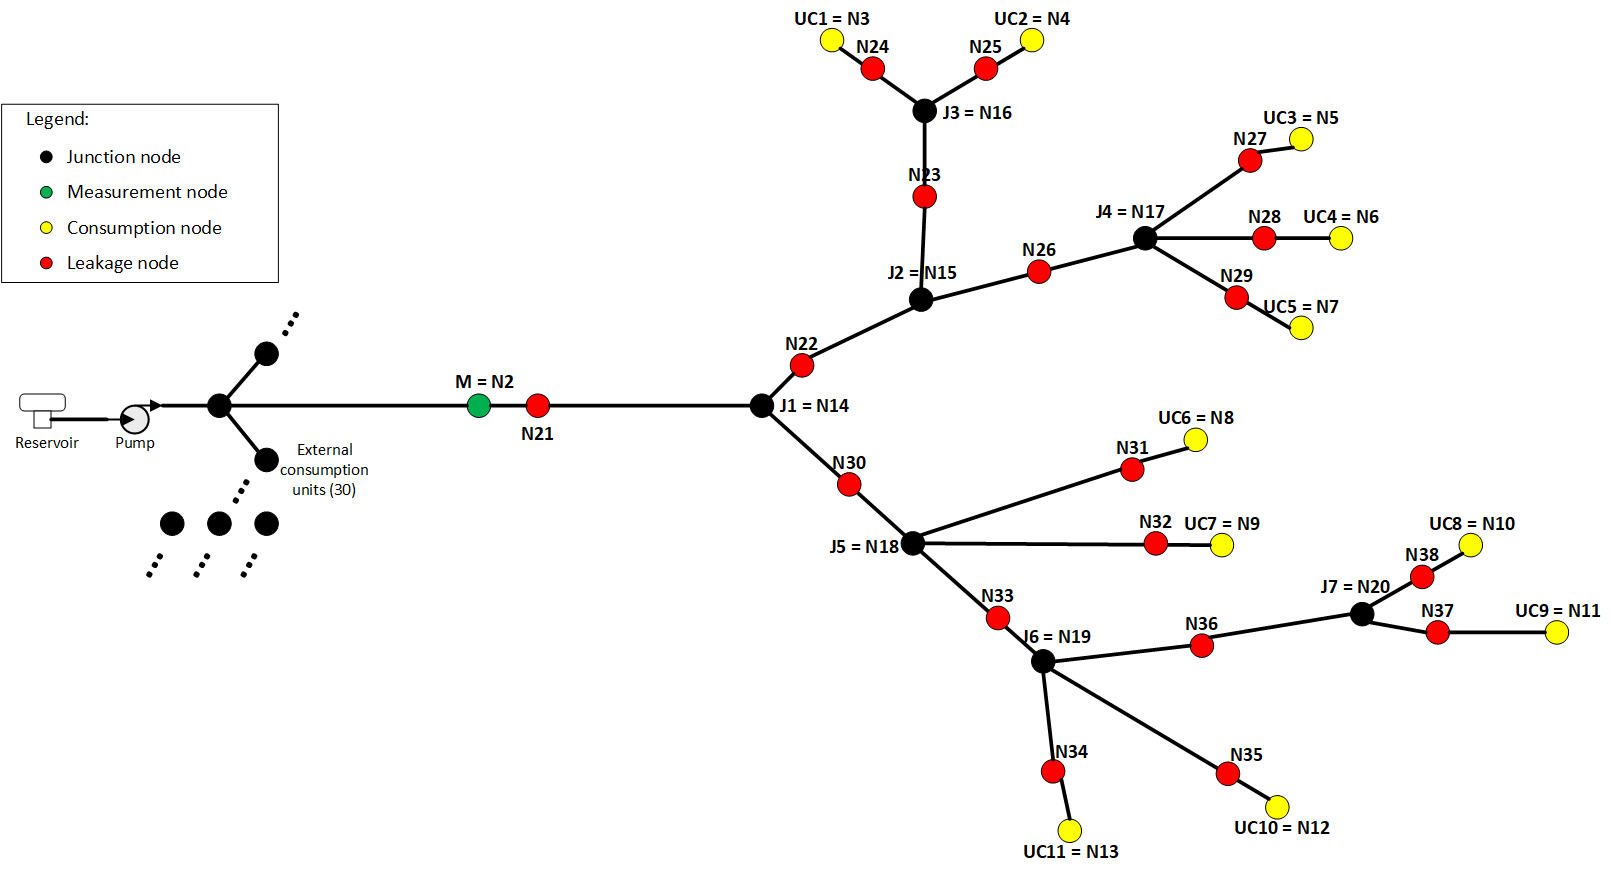 UC1 = N3
UC2 = N4
N24
N25
J3 = N16
UC3 = N5
N27
N23
J4 = N17
N28
UC4 = N6
N26
J2 = N15
N29
UC5 = N7
Legend:
Junction node
Measurement node
Consumption node
Leakage node
N22
M = N2
J1 = N14
N21
Reservoir
Pump
External
consumption
units (30)
UC6 = N8
N31
N30
N32
UC7 = N9
J5 = N18
UC8 = N10
N38
J7 = N20
N33
N37
UC9 = N11
N36
J6 = N19
N34
N35
UC10 = N12
UC11 = N13